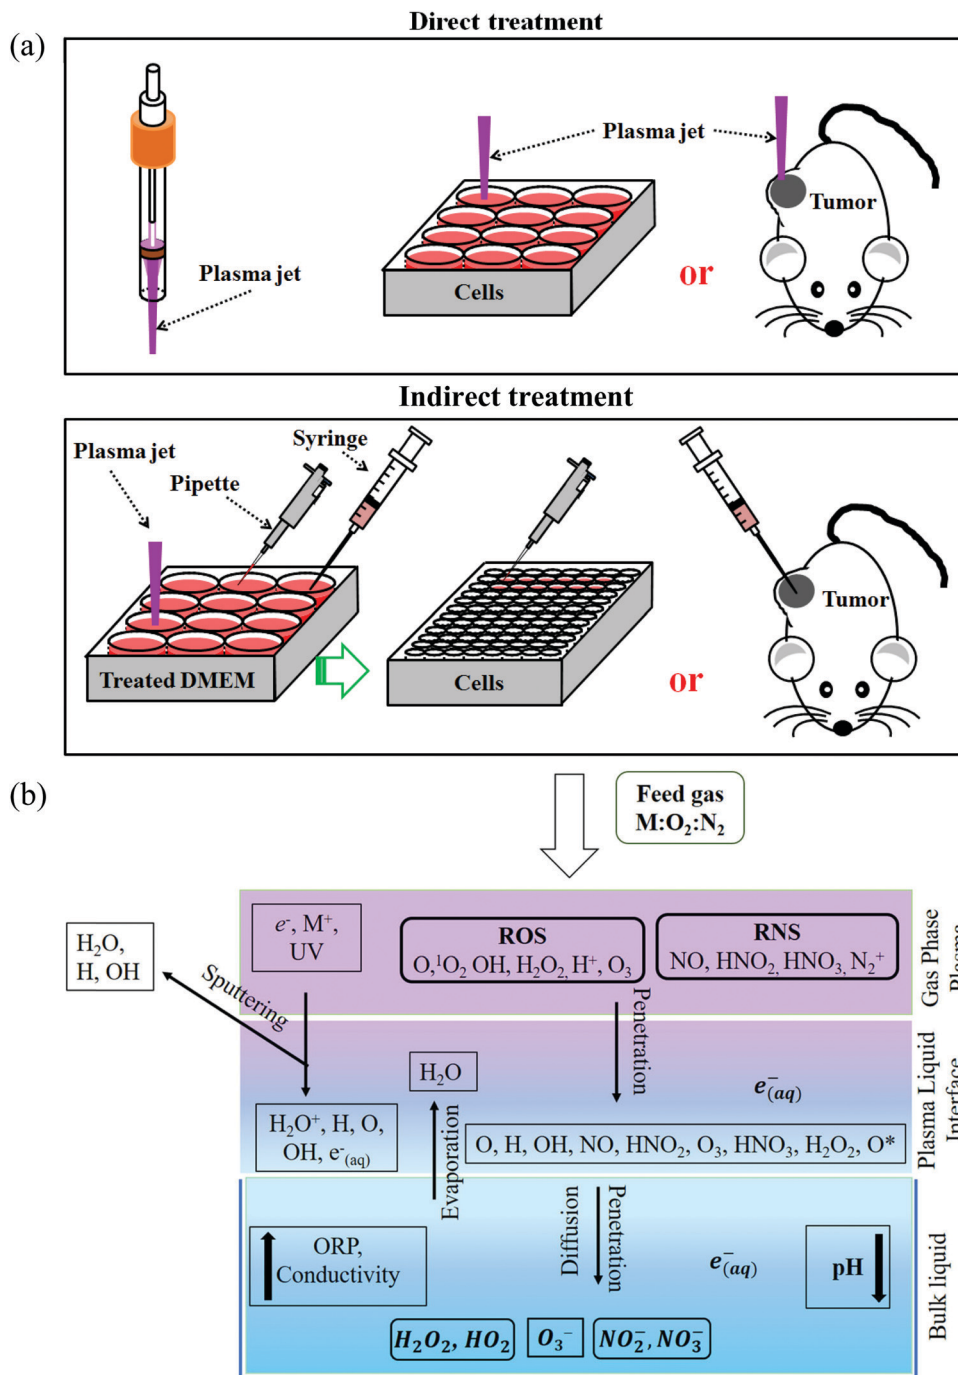 (a)
Direct treatment
Plasma jet
Plasma jet
Tumor
Cells
or
Indirect treatment
Plasma jet
Pipette
Syringe
Treated DMEM
Cells
or
Tumor
(b)
Feed gas
M:O₂:N₂
H₂O,
H, OH
Sputtering
e⁻, M⁺,
UV
ROS
O,¹O₂ OH, H₂O₂, H⁺, O₃
RNS
NO, HNO₂, HNO₃, N₂⁺
Gas Phase
Plasma
Penetration
H₂O
e⁻(aq)
H₂O⁺, H, O,
OH, e⁻(aq)
O, H, OH, NO, HNO₂, O₃, HNO₃, H₂O₂, O*
Plasma Liquid
Interface
Evaporation
Diffusion
Penetration
ORP,
Conductivity
e⁻(aq)
pH
Bulk liquid
H₂O₂, HO₂
O₃⁻
NO₂⁻, NO₃⁻